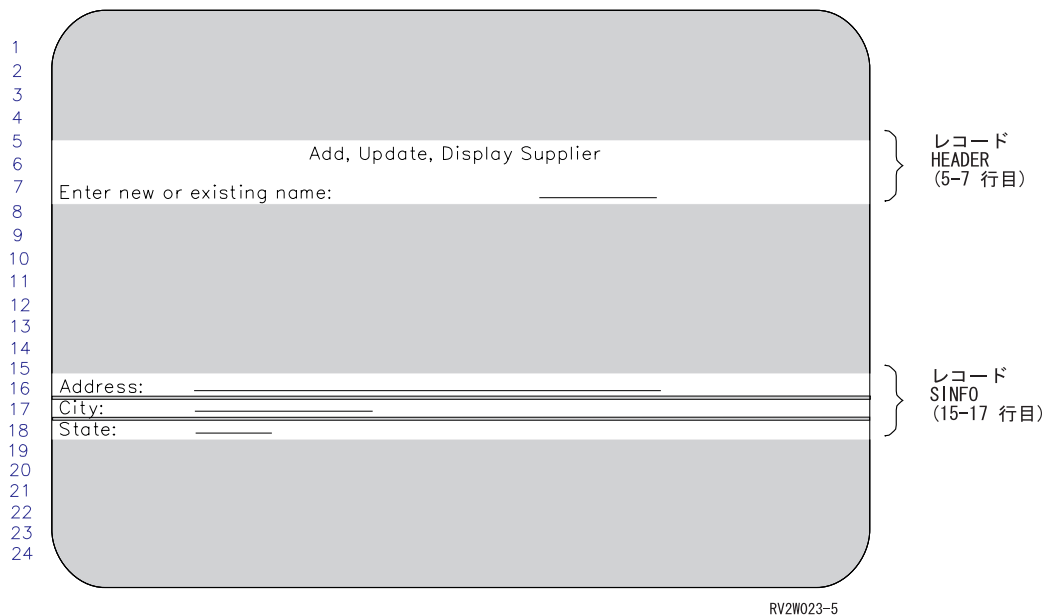 1
2
3
4
5
Add, Update, Display Supplier
6
7
Enter new or existing name:
レコード
HEADER
(5-7 行目)
8
9
10
11
12
13
14
15
16
Address:
17
City:
18
State:
レコード
SINFO
(15-17 行目)
19
20
21
22
23
24
RV2W023-5